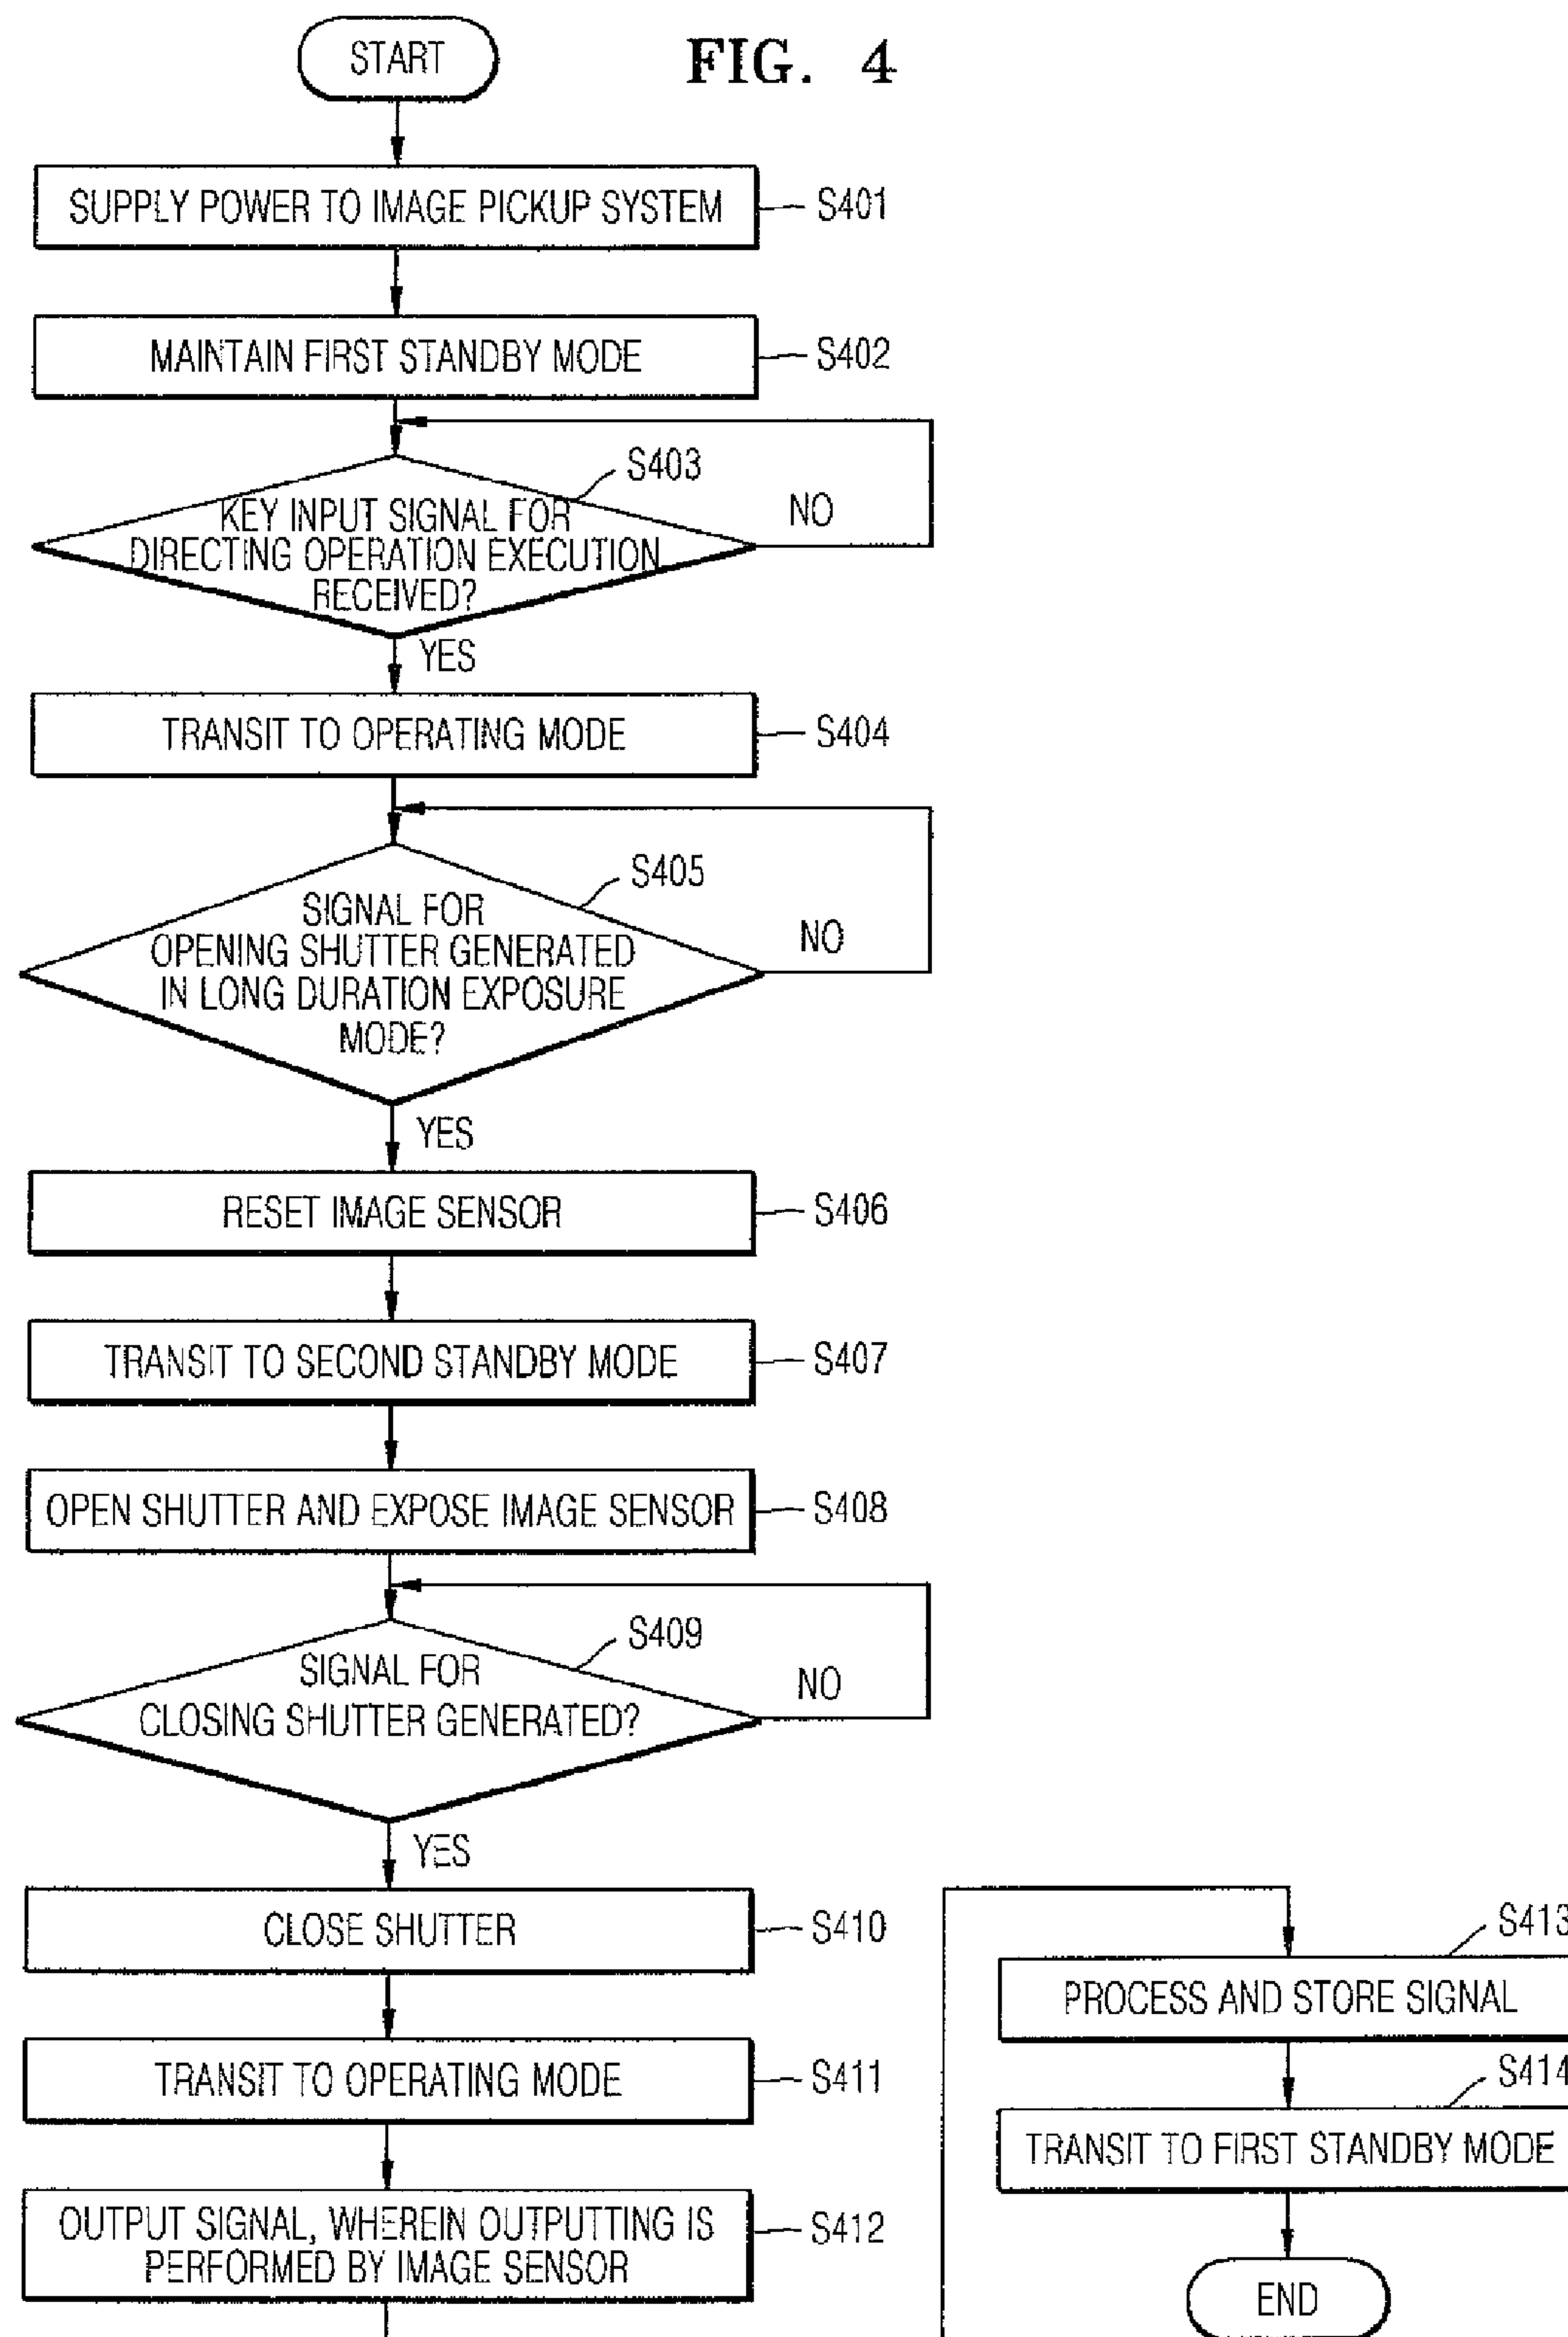 START
FIG. 4
SUPPLY POWER TO IMAGE PICKUP SYSTEM
S401
MAINTAIN FIRST STANDBY MODE
S402
S403
KEY INPUT SIGNAL FOR
DIRECTING OPERATION EXECUTION
RECEIVED?
NO
YES
TRANSIT TO OPERATING MODE
S404
S405
SIGNAL FOR
OPENING SHUTTER GENERATED
IN LONG DURATION EXPOSURE
MODE?
NO
YES
RESET IMAGE SENSOR
S406
TRANSIT TO SECOND STANDBY MODE
S407
OPEN SHUTTER AND EXPOSE IMAGE SENSOR
S408
S409
SIGNAL FOR
CLOSING SHUTTER GENERATED?
NO
YES
CLOSE SHUTTER
S410
TRANSIT TO OPERATING MODE
S411
OUTPUT SIGNAL, WHEREIN OUTPUTTING IS
PERFORMED BY IMAGE SENSOR
S412
S413
PROCESS AND STORE SIGNAL
S414
TRANSIT TO FIRST STANDBY MODE
END